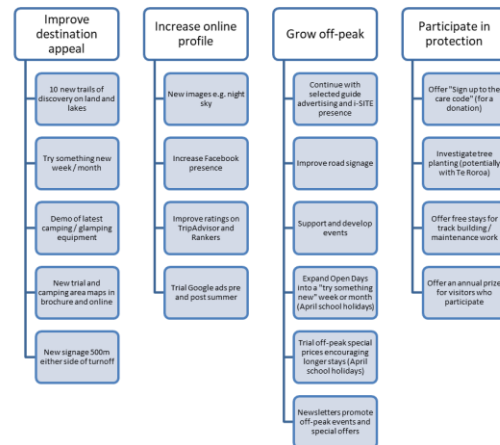 Improve
destination
appeal
10 new trails of
discovery on land and
lakes
Try something new
week / month
Demo of latest
camping / glamping
equipment
New trial and
camping area maps in
brochure and online
New signage 500m
either side of turnoff
Increase online
profile
New images e.g. night
sky
Increase Facebook
presence
Improve ratings on
TripAdvisor and
Rankers
Trial Google ads pre
and post summer
Grow off-peak
Continue with
selected guide
advertising and i-SITE
presence
Improve road signage
Support and develop
events
Expand Open Days
into a "try something
new" week or month
(April school holidays)
Trial off-peak special
prices encouraging
longer stays (April
school holidays)
Newsletters promote
off-peak events and
special offers
Participate in
protection
Offer "Sign up to the
care code" (for a
donation)
Investigate tree
planting (potentially
with Te Roroa)
Offer free stays for
track building /
maintenance work
Offer an annual prize
for visitors who
participate